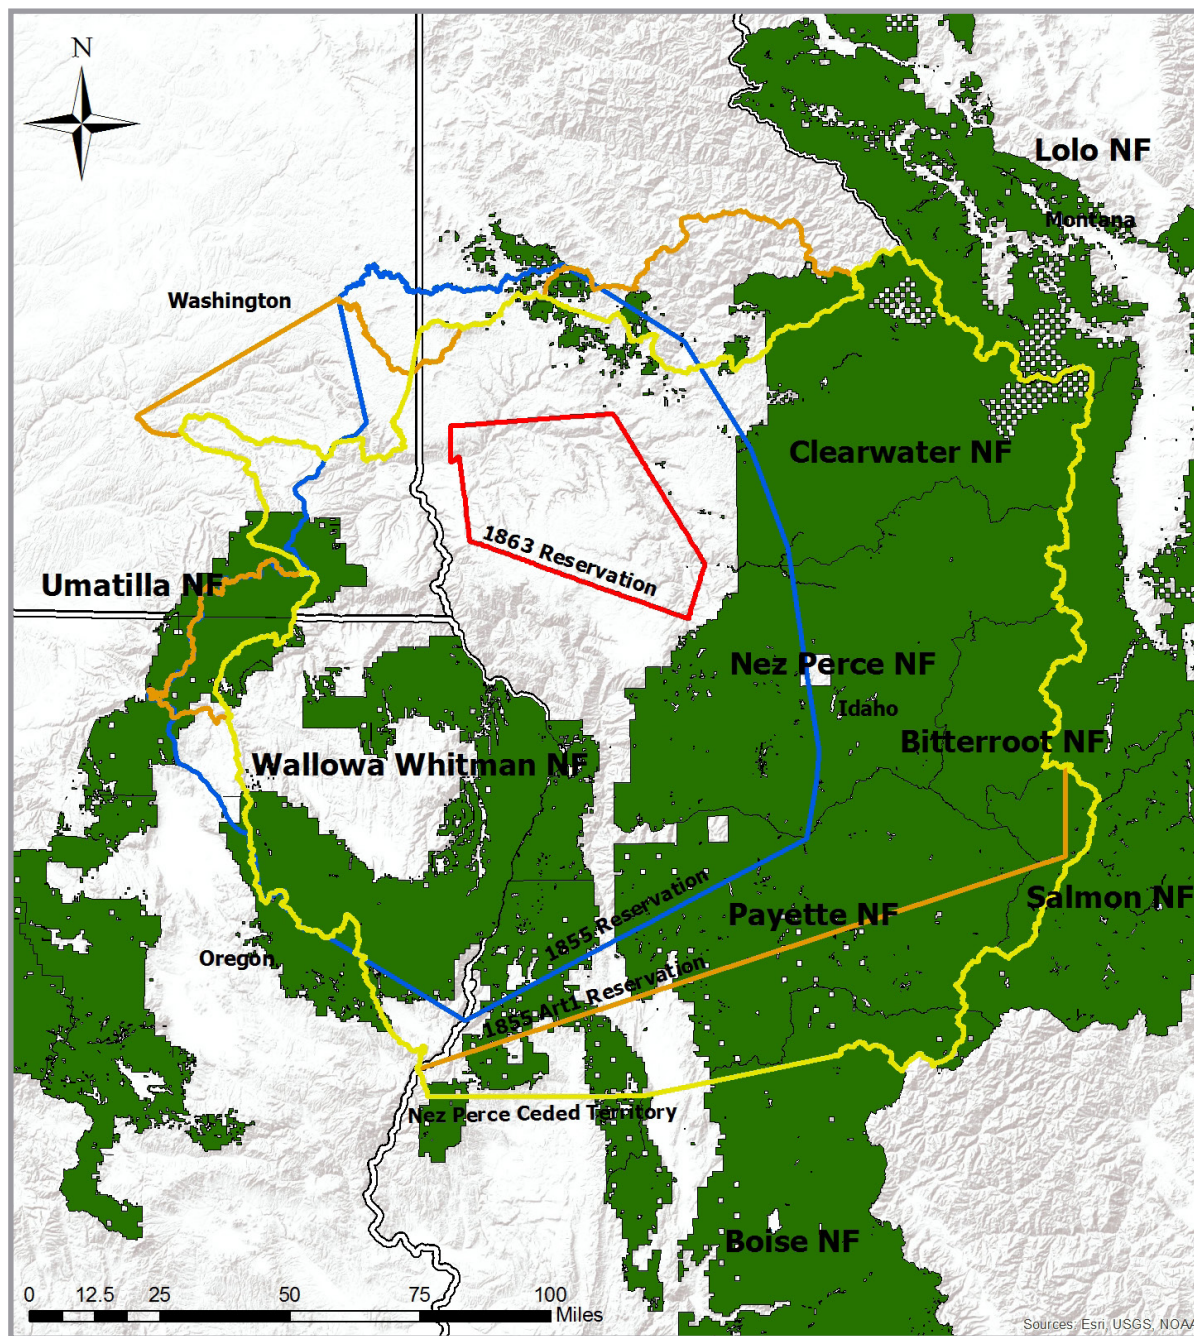 N
Lolo NF
Montana
Washington
Clearwater NF
1863 Reservation
Umatilla NF
Nez Perce NF
Idaho
Bitterroot NF
Wallowa Whitman NF
1855 Reservation
Salmon NF
Payette NF
Oregon
1855 Art1 Reservation
Nez Perce Ceded Territory
Boise NF
0 12.5 25 50 75 100
Miles
Sources: Esri, USGS, NOAA